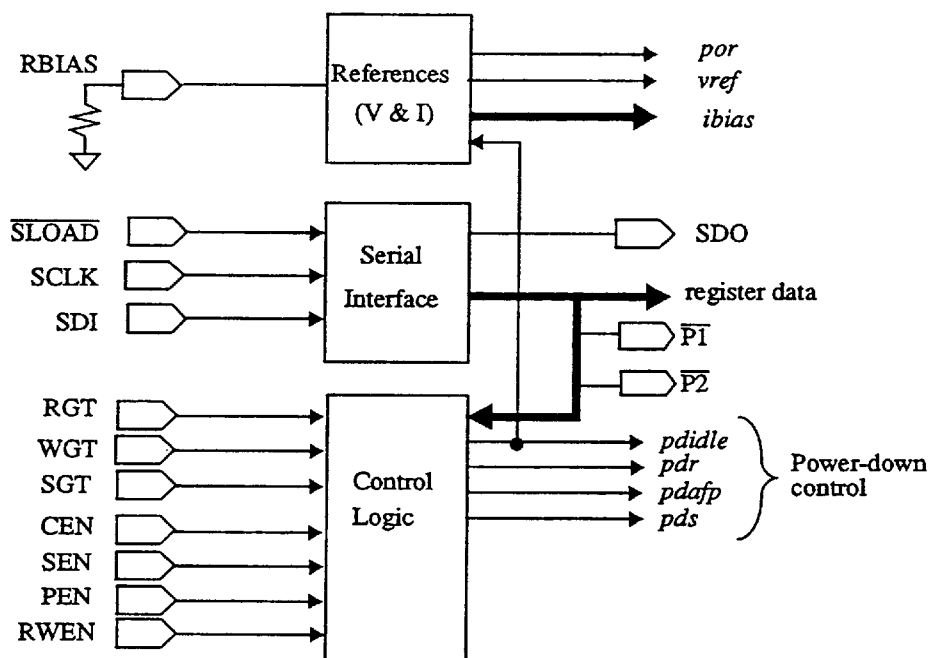 RBIAS
References
(V & I)
por
vref
ibias
SLOAD
SCLK
SDI
Serial
Interface
SDO
register data
P1
P2
RGT
WGT
SGT
CEN
SEN
PEN
RWEN
Control
Logic
pdidle
pdr
pdafp
pds
Power-down
control